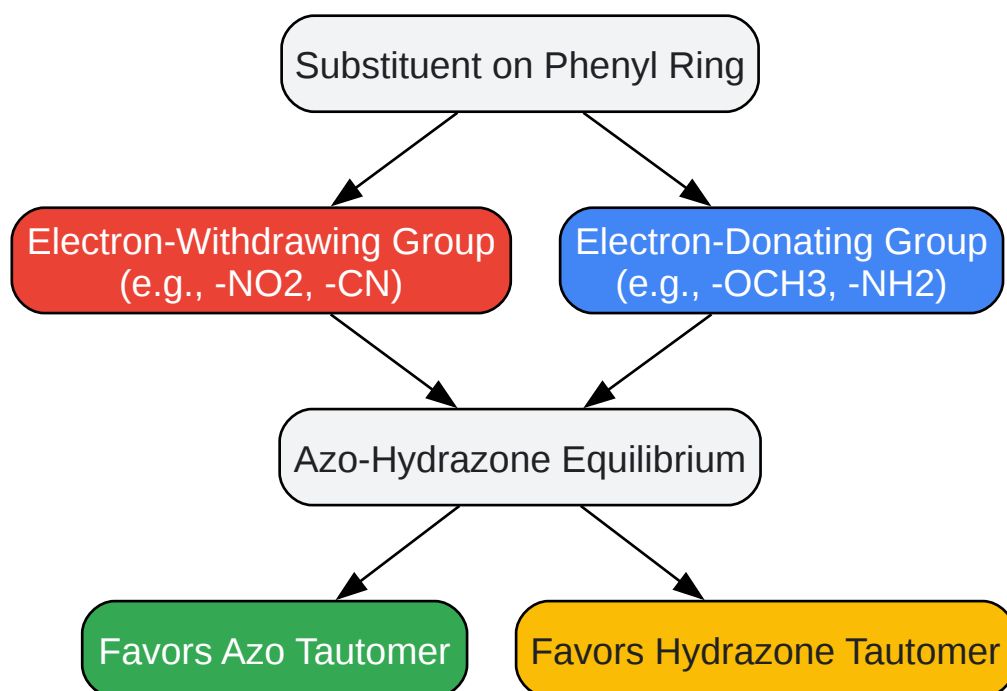 Substituent on Phenyl Ring
Electron-Withdrawing Group
(e.g., -NO2, -CN)
Electron-Donating Group
(e.g., -OCH3, -NH2)
Azo-Hydrazone Equilibrium
Favors Azo Tautomer
Favors Hydrazone Tautomer